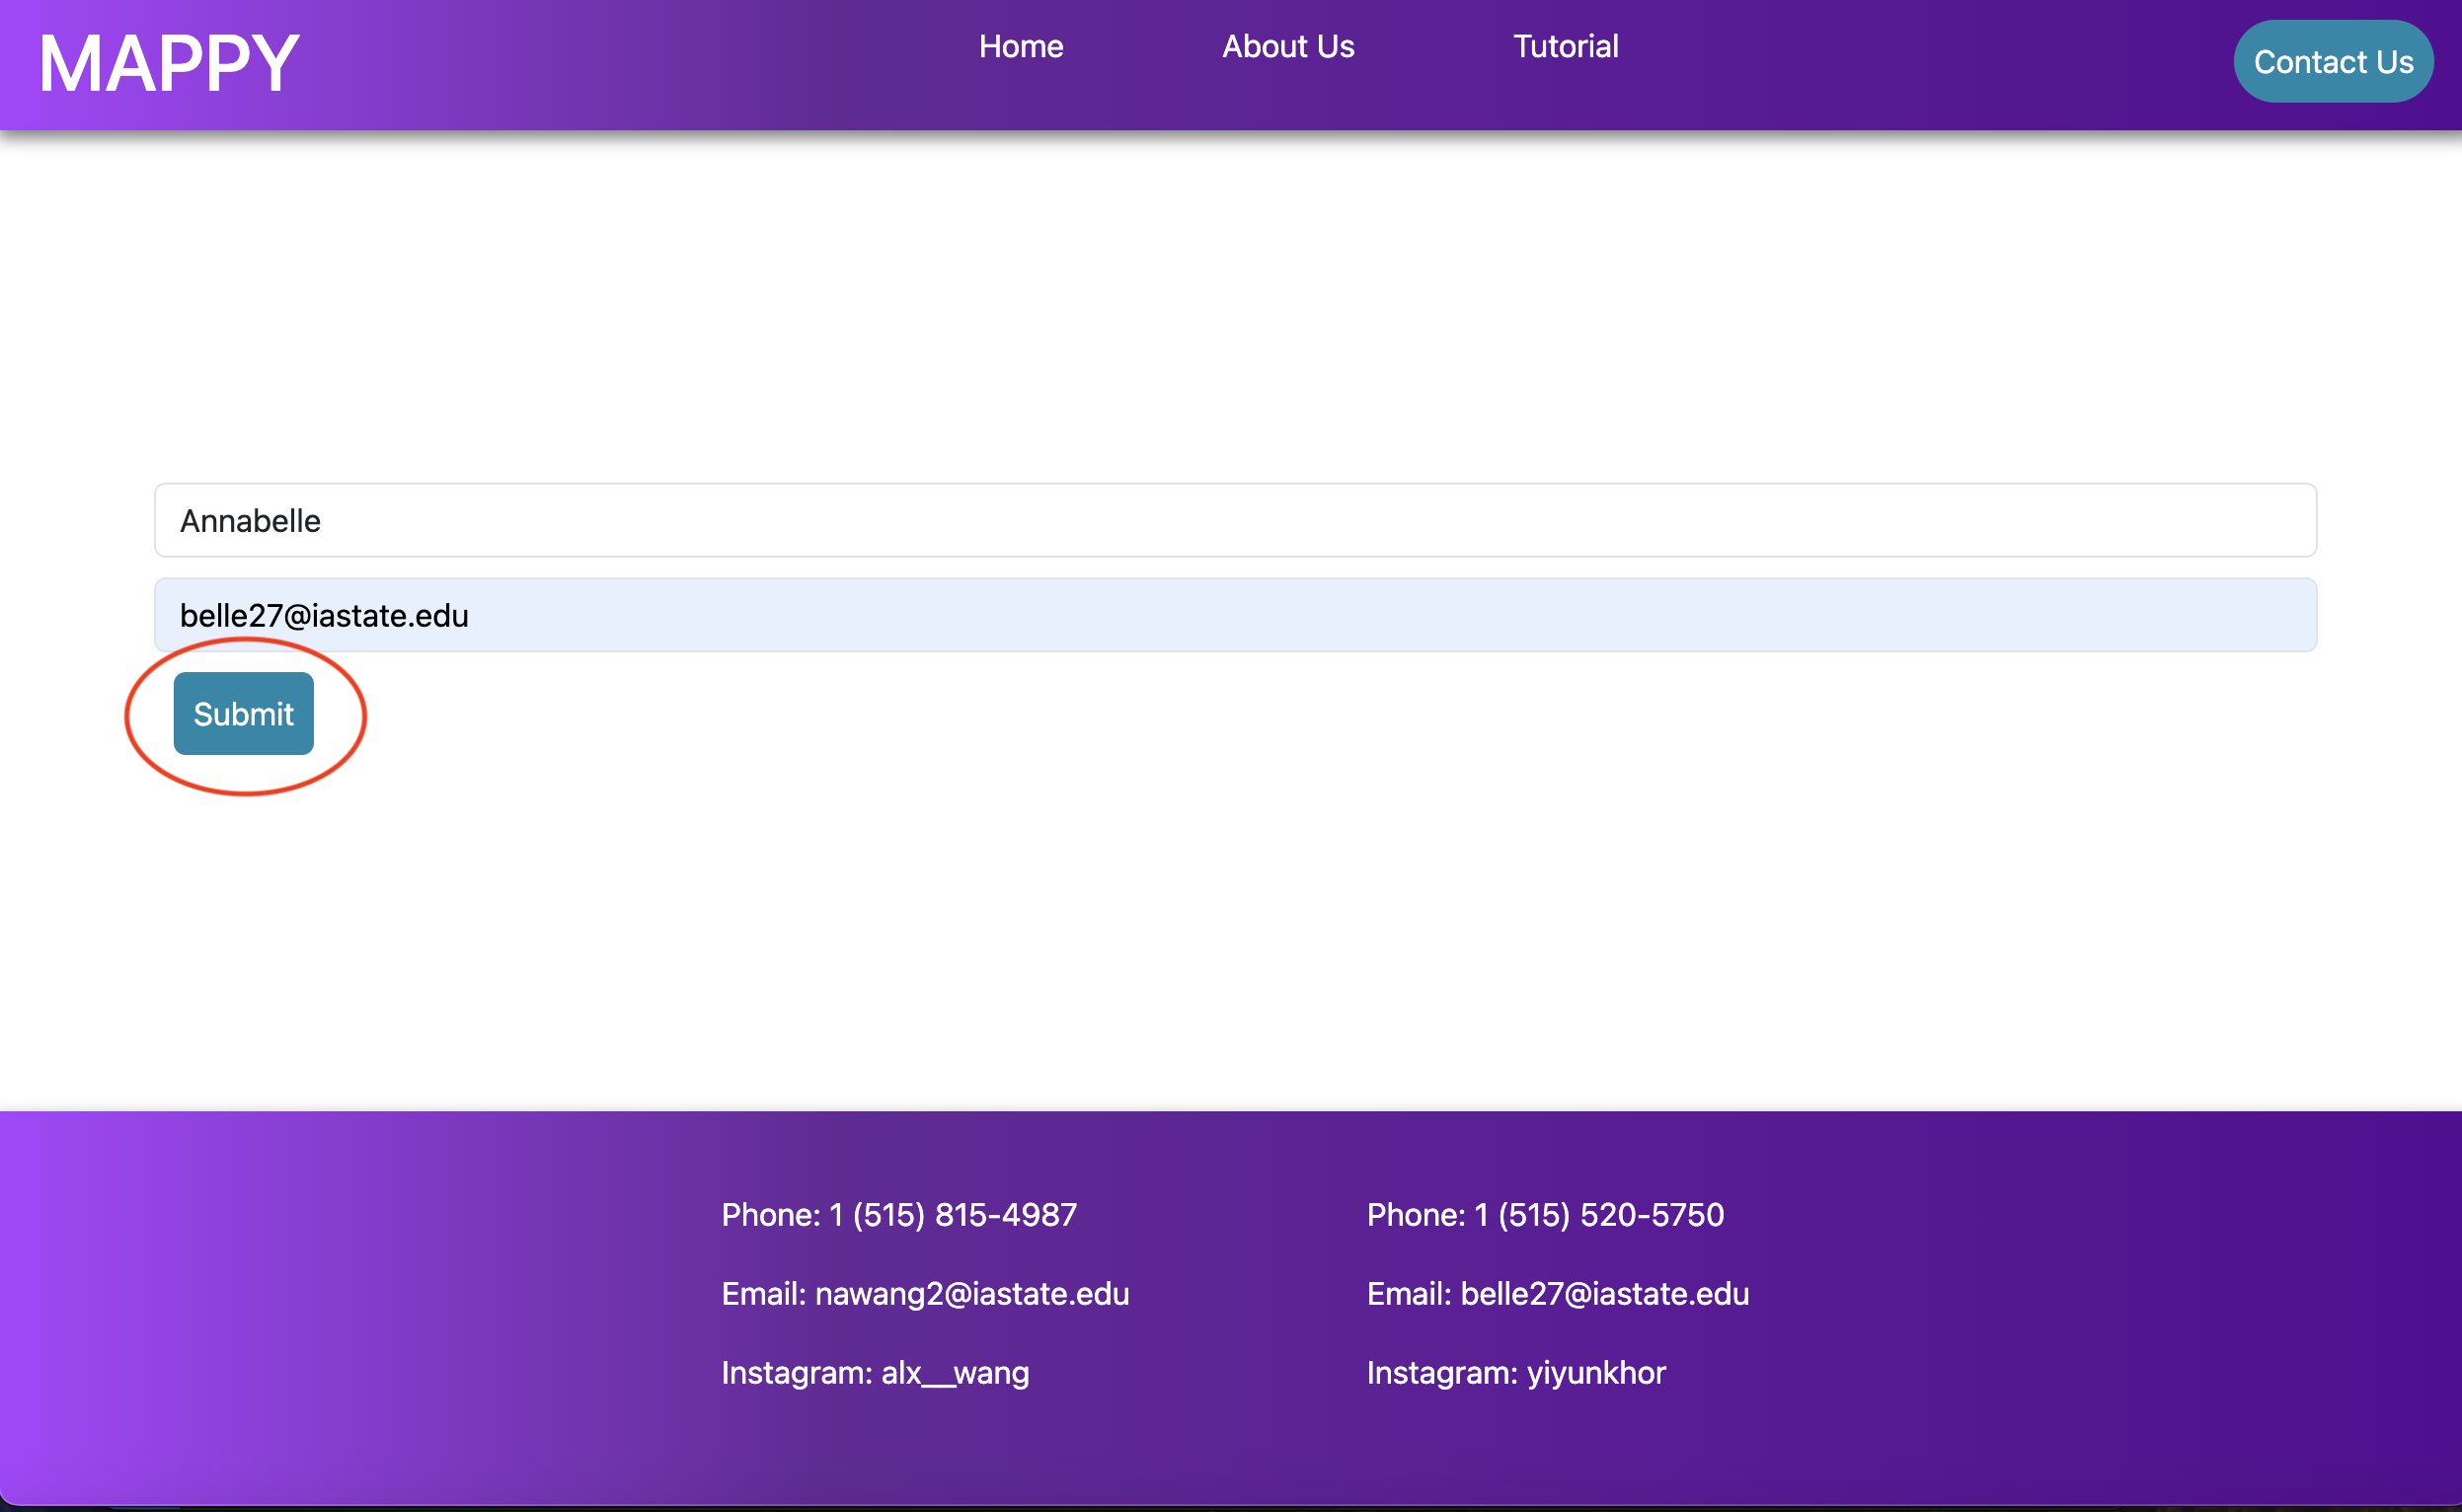 MAPPY
Home
About Us
Tutorial
Contact Us
Annabelle
belle27@iastate.edu
Submit
Phone: 1 (515) 815-4987
Email: nawang2@iastate.edu
Instagram: alx__wang
Phone: 1 (515) 520-5750
Email: belle27@iastate.edu
Instagram: yiyunkhor